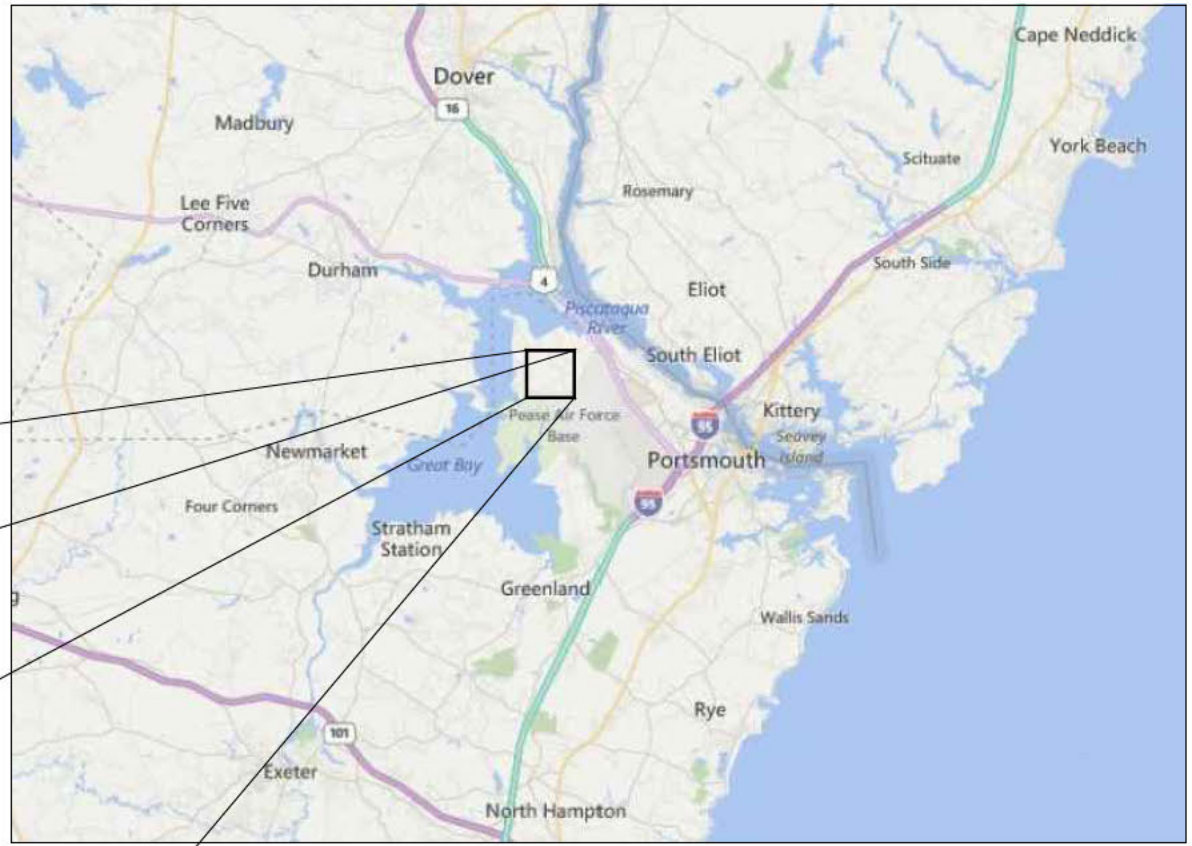 Cape Neddick
Dover
16
Madbury
York Beach
Scituate
Rosemary
Lee Five
Corners
South Side
Durham
4
Eliot
Piscataqua
River
South Eliot
Pease Air Force
Base
Kittery
95
Seavey
Island
Newmarket
Great Bay
Portsmouth
95
Four Corners
Stratham
Station
Greenland
g
Wallis Sands
Rye
101
Exeter
North Hampton